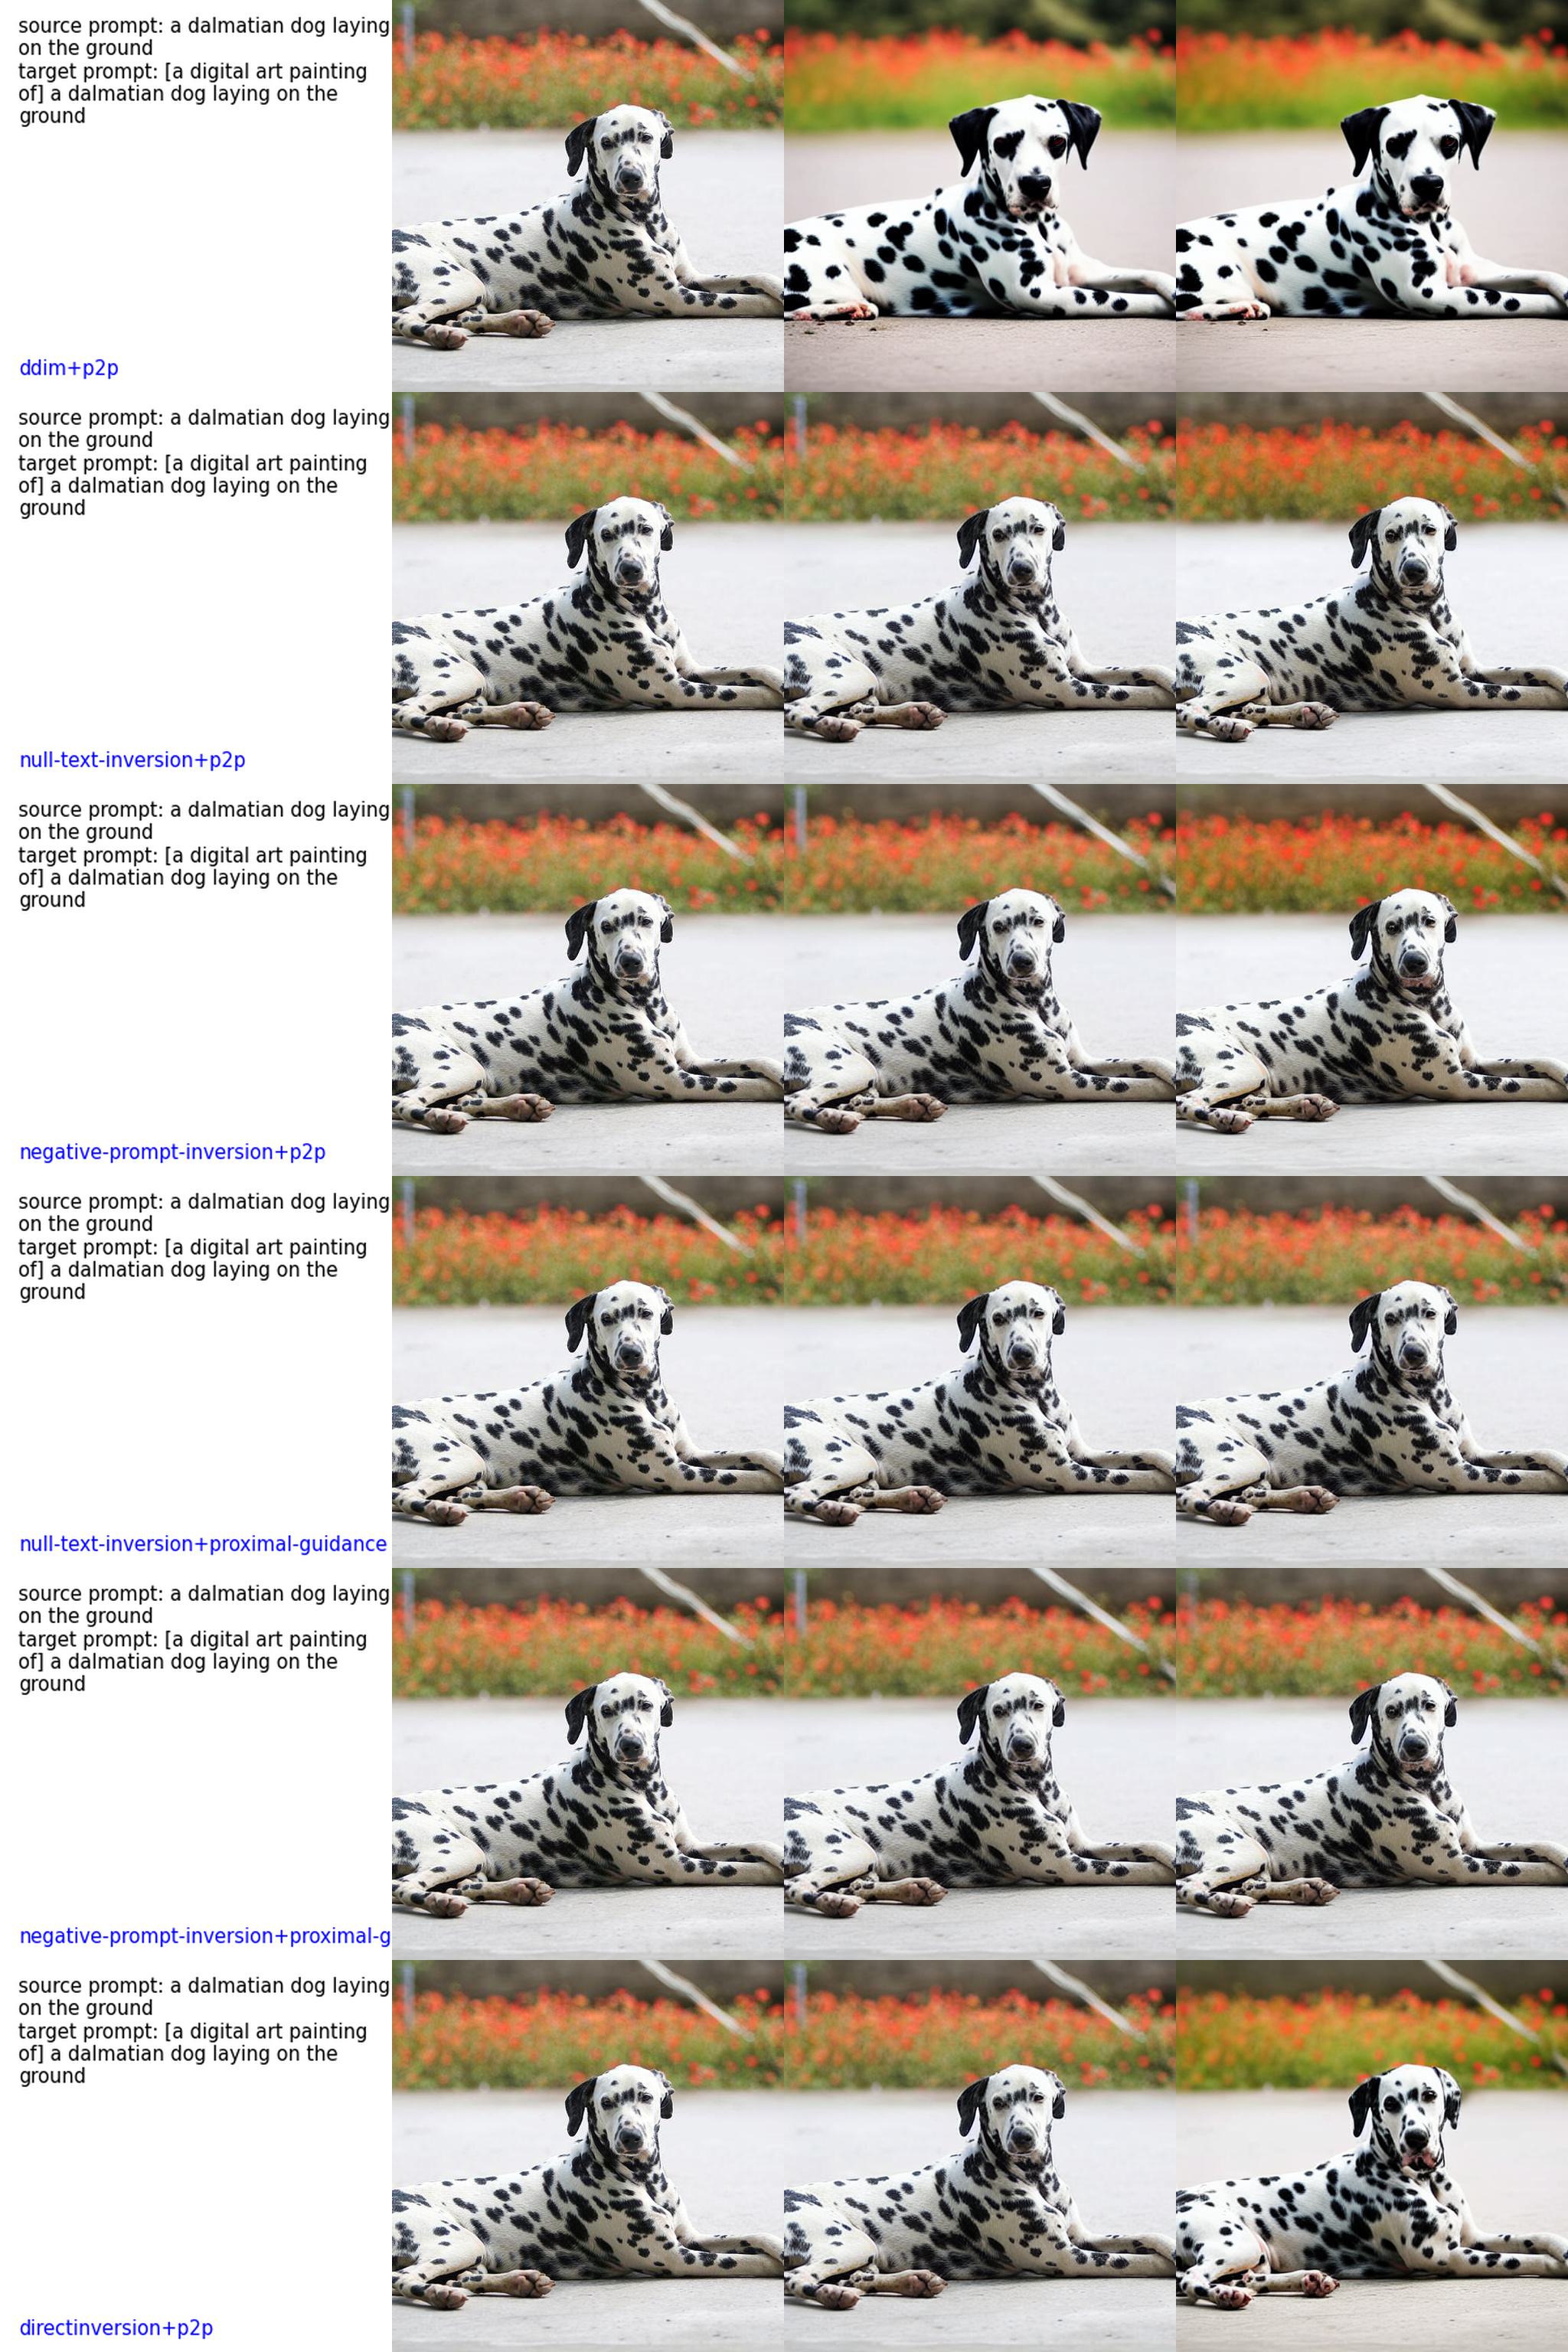 source prompt: a dalmatian dog laying
on the ground
target prompt: [a digital art painting
of] a dalmatian dog laying on the
ground
ddim+p2p
source prompt: a dalmatian dog laying
on the ground
target prompt: [a digital art painting
of] a dalmatian dog laying on the
ground
null-text-inversion+p2p
source prompt: a dalmatian dog laying
on the ground
target prompt: [a digital art painting
of] a dalmatian dog laying on the
ground
negative-prompt-inversion+p2p
source prompt: a dalmatian dog laying
on the ground
target prompt: [a digital art painting
of] a dalmatian dog laying on the
ground
null-text-inversion+proximal-guidance
source prompt: a dalmatian dog laying
on the ground
target prompt: [a digital art painting
of] a dalmatian dog laying on the
ground
negative-prompt-inversion+proximal-g
source prompt: a dalmatian dog laying
on the ground
target prompt: [a digital art painting
of] a dalmatian dog laying on the
ground
directinversion+p2p